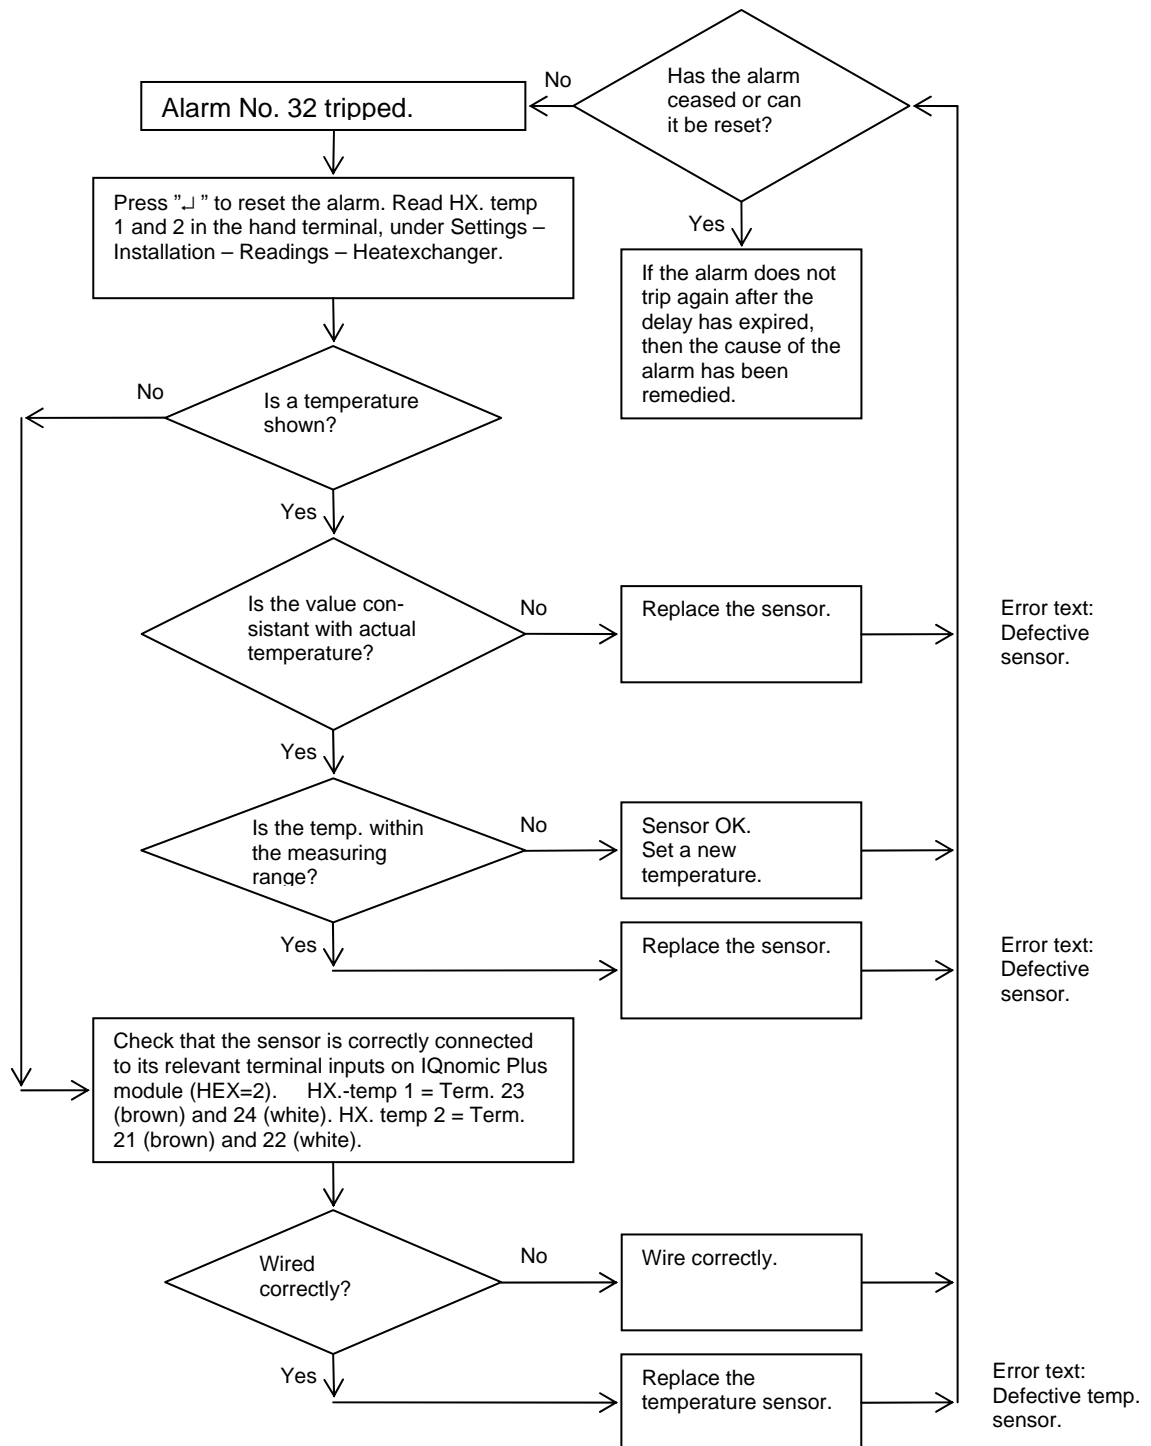 No
Has the alarm
ceased or can
it be reset?
Alarm No. 32 tripped.
Press "↵" to reset the alarm. Read HX. temp
1 and 2 in the hand terminal, under Settings –
Installation – Readings – Heatexchanger.
Yes
If the alarm does not
trip again after the
delay has expired,
then the cause of the
alarm has been
remedied.
No
Is a temperature
shown?
Yes
Is the value con-
sistant with actual
temperature?
No
Replace the sensor.
Error text:
Defective
sensor.
Yes
Is the temp. within
the measuring
range?
No
Sensor OK.
Set a new
temperature.
Yes
Replace the sensor.
Error text:
Defective
sensor.
Check that the sensor is correctly connected
to its relevant terminal inputs on IQnomic Plus
module (HEX=2). HX.-temp 1 = Term. 23
(brown) and 24 (white). HX. temp 2 = Term.
21 (brown) and 22 (white).
Wired
correctly?
No
Wire correctly.
Yes
Replace the
temperature sensor.
Error text:
Defective temp.
sensor.